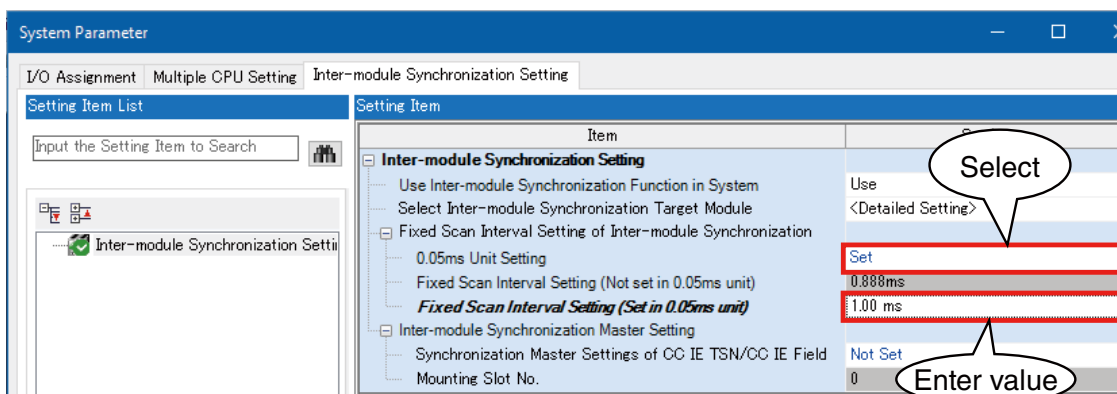 System Parameter
I/O Assignment Multiple CPU Setting Inter-module Synchronization Setting
Setting Item List
Setting Item
Input the Setting Item to Search
Item
Inter-module Synchronization Setting
Use Inter-module Synchronization Function in System Use
Select Inter-module Synchronization Target Module <Detailed Setting>
Fixed Scan Interval Setting of Inter-module Synchronization
0.05ms Unit Setting Set
Fixed Scan Interval Setting (Not set in 0.05ms unit) 0.888ms
Fixed Scan Interval Setting (Set in 0.05ms unit) 1.00 ms
Inter-module Synchronization Master Setting
Synchronization Master Settings of CC IE TSN/CC IE Field Not Set
Mounting Slot No. 0
Inter-module Synchronization
Select
Enter value